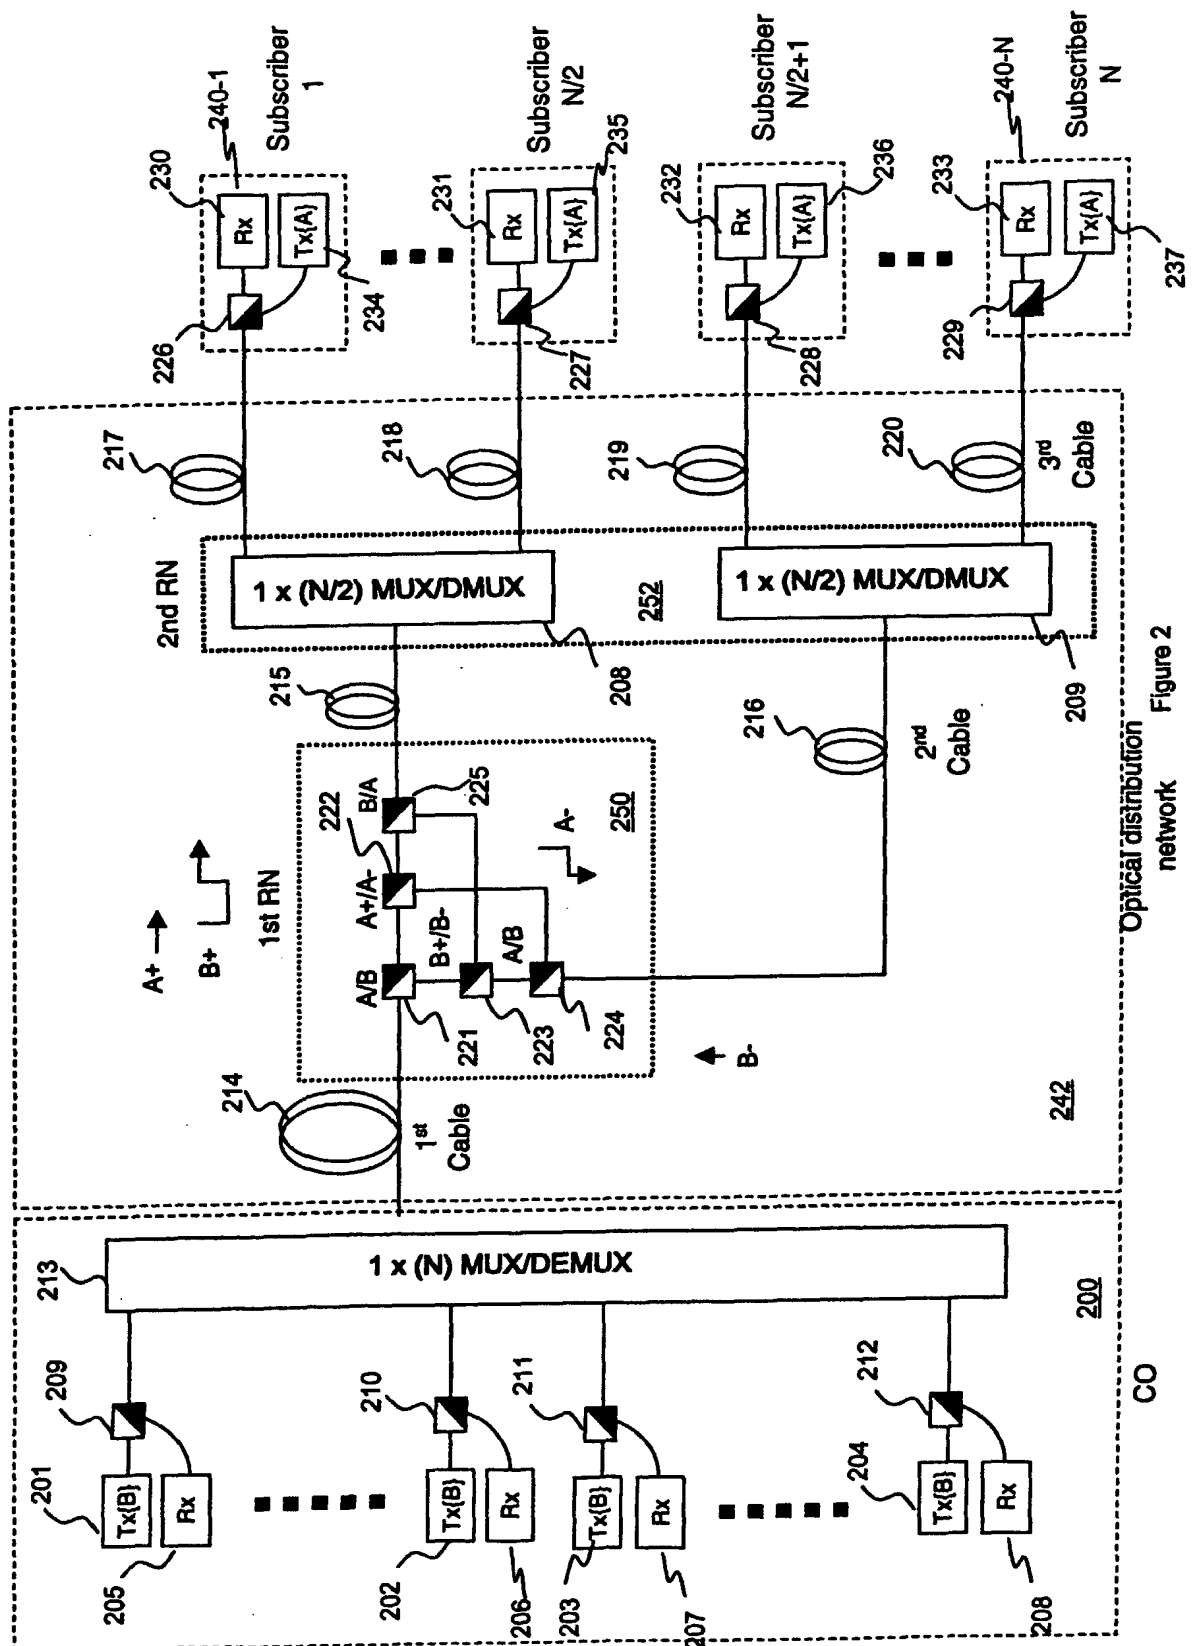 213
1 x (N) MUX/DEMUX
209
201
Tx{B}
Rx
205
210
Tx{B}
Rx
202
206
211
Tx{B}
Rx
203
207
212
204
Tx{B}
Rx
208
200
CO
214
1st
Cable
A+
B+
1st RN
A/B
A+/A-
B/A
222
225
B+/B-
A/B
221
223
224
250
A-
B-
242
215
216
2nd
Cable
2nd RN
1 x (N/2) MUX/DMUX
208
252
1 x (N/2) MUX/DMUX
209
217
218
219
220
3rd
Cable
Optical distribution
network
226
230
240-1
Rx
Tx{A}
234
Subscriber
1
231
Rx
Tx{A}
235
227
Subscriber
N/2
232
Rx
Tx{A}
236
228
Subscriber
N/2+1
229
233
240-N
Rx
Tx{A}
237
Subscriber
N
Figure 2